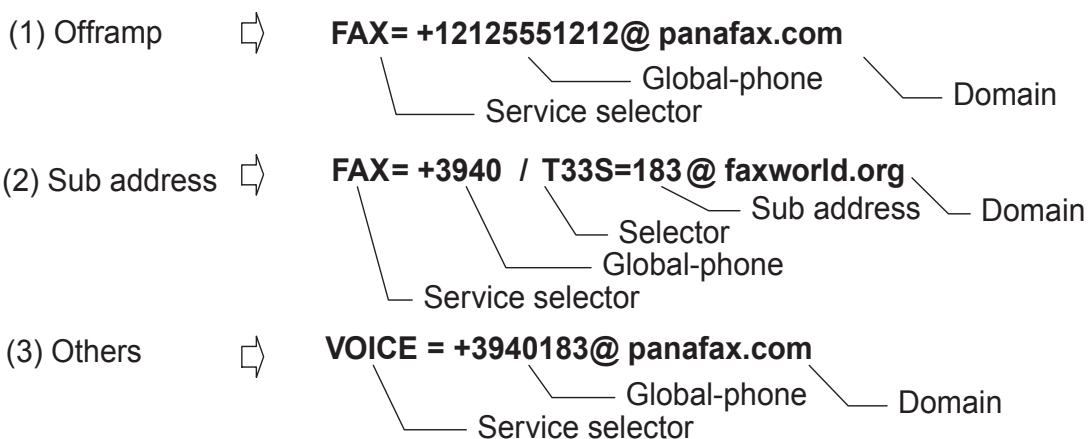 (1) Offramp FAX= +12125551212@ panafax.com
Global-phone
Domain
Service selector
(2) Sub address FAX= +3940 / T33S=183@ faxworld.org
Sub address Domain
Selector
Global-phone
Service selector
(3) Others VOICE = +3940183@ panafax.com
Global-phone Domain
Service selector